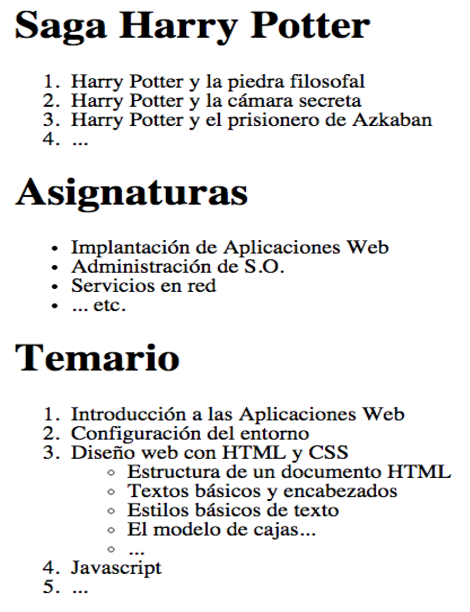 Saga Harry Potter
1. Harry Potter y la piedra filosofal
2. Harry Potter y la cámara secreta
3. Harry Potter y el prisionero de Azkaban
4. ...
Asignaturas
• Implantación de Aplicaciones Web
• Administración de S.O.
• Servicios en red
• ... etc.
Temario
1. Introducción a las Aplicaciones Web
2. Configuración del entorno
3. Diseño web con HTML y CSS
◦ Estructura de un documento HTML
◦ Textos básicos y encabezados
◦ Estilos básicos de texto
◦ El modelo de cajas...
◦ ...
4. Javascript
5. ...